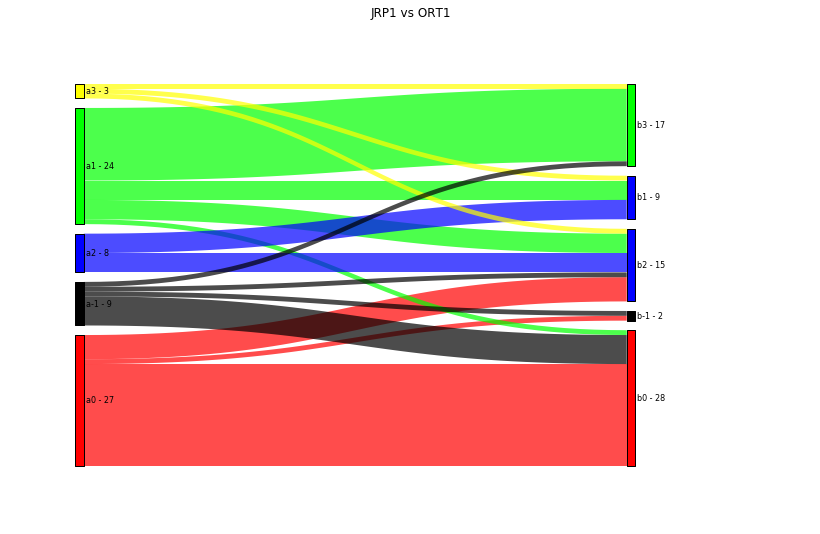 JRP1 vs ORT1
a3 - 3
a1 - 24
a2 - 8
a-1 - 9
a0 - 27
b3 - 17
b1 - 9
b2 - 15
b-1 - 2
b0 - 28